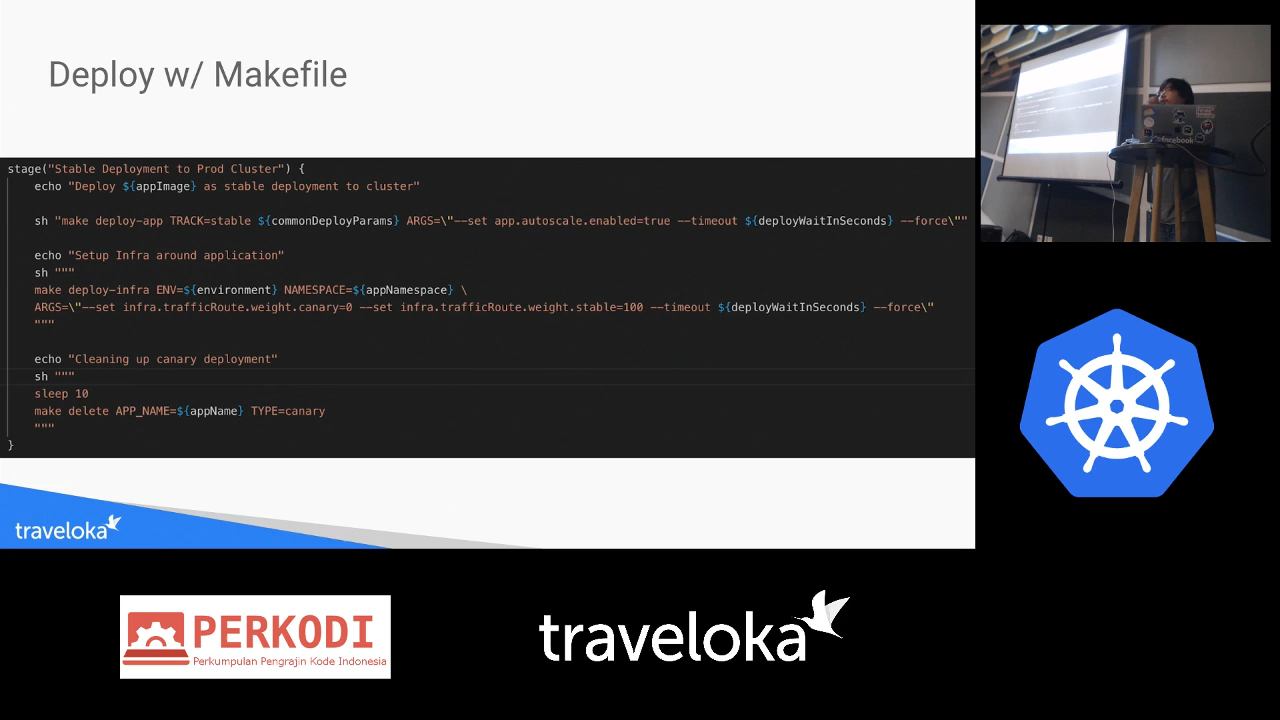 Deploy w/ Makefile
stage("Stable Deployment to Prod Cluster") {
echo "Deploy ${appImage} as stable deployment to cluster"
sh "make deploy-app TRACK=stable ${commonDeployParams} ARGS=\"--set app.autoscale.enabled=true --timeout ${deployWaitInSeconds} --force\""
echo "Setup Infra around application"
sh """
make deploy-infra ENV=${environment} NAMESPACE=${appNamespace} \
ARGS=\"--set infra.trafficRoute.weight.canary=0 --set infra.trafficRoute.weight.stable=100 --timeout ${deployWaitInSeconds} --force\"
"""
echo "Cleaning up canary deployment"
sh """
sleep 10
make delete APP_NAME=${appName} TYPE=canary
"""
}
traveloka
facebook
PERKODI
Perkumpulan Pengrajin Kode Indonesia
traveloka